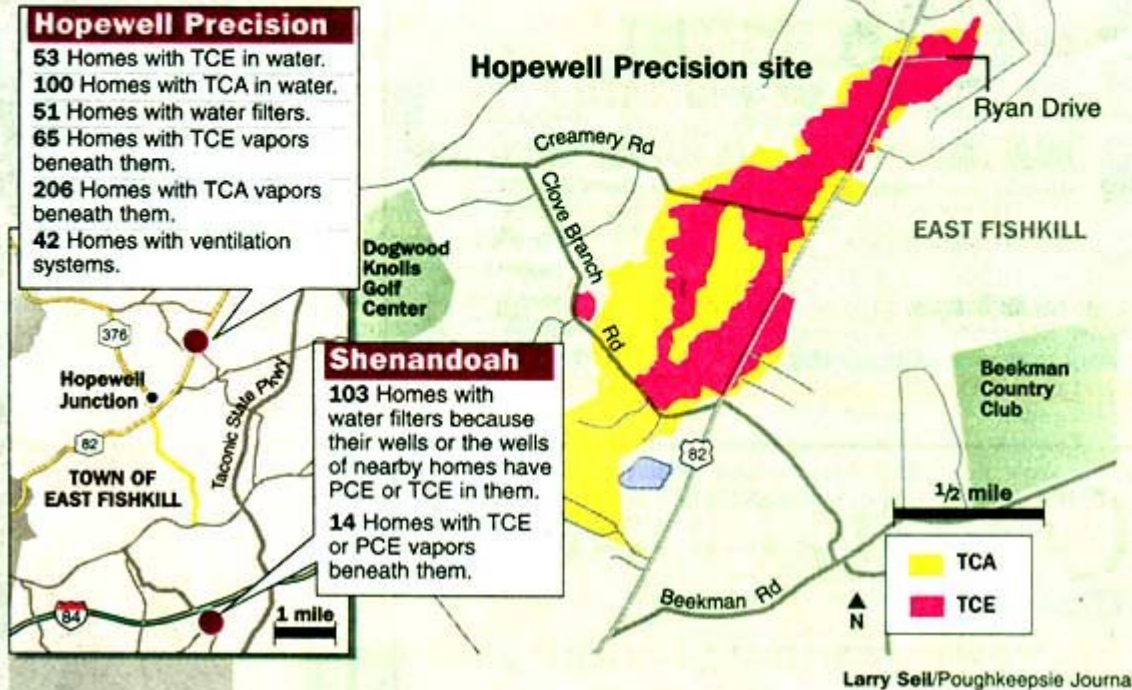 Hopewell Precision
53 Homes with TCE in water.
100 Homes with TCA in water.
51 Homes with water filters.
65 Homes with TCE vapors
beneath them.
206 Homes with TCA vapors
beneath them.
42 Homes with ventilation
systems.
376
Hopewell
Junction
82
TOWN OF
EAST FISHKILL
Taconic State Pkwy
84
1 mile
Shenandoah
103 Homes with
water filters because
their wells or the wells
of nearby homes have
PCE or TCE in them.
14 Homes with TCE
or PCE vapors
beneath them.
Hopewell Precision site
Ryan Drive
Creamery Rd
Clove Branch
Rd
EAST FISHKILL
Dogwood
Knolls
Golf
Center
Beekman
Country
Club
82
1/2 mile
Beekman Rd
N
TCA
TCE
Larry Seil/Poughkeepsie Journa